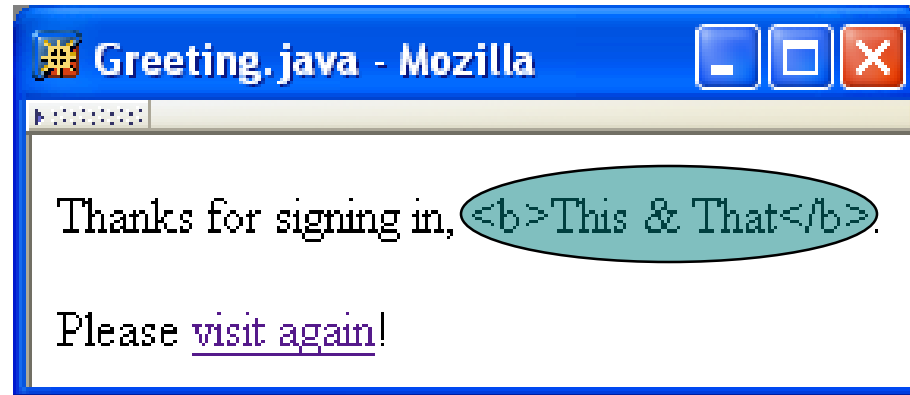 Greeting.java - Mozilla
Thanks for signing in, <b>This & That</b>.
Please visit again!